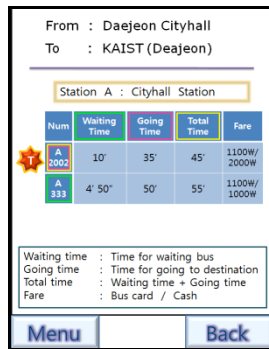 From : Daejeon Cityhall
To : KAIST (Deajeon)
Station A : Cityhall Station
Num Waiting Time Going Time Total Time Fare
T A 2002 10' 35' 45' 1100₩/ 2000₩
A 333 4' 50" 50' 55' 1100₩/ 1000₩
Waiting time : Time for waiting bus
Going time : Time for going to destination
Total time : Waiting time + Going time
Fare : Bus card / Cash
Menu Back